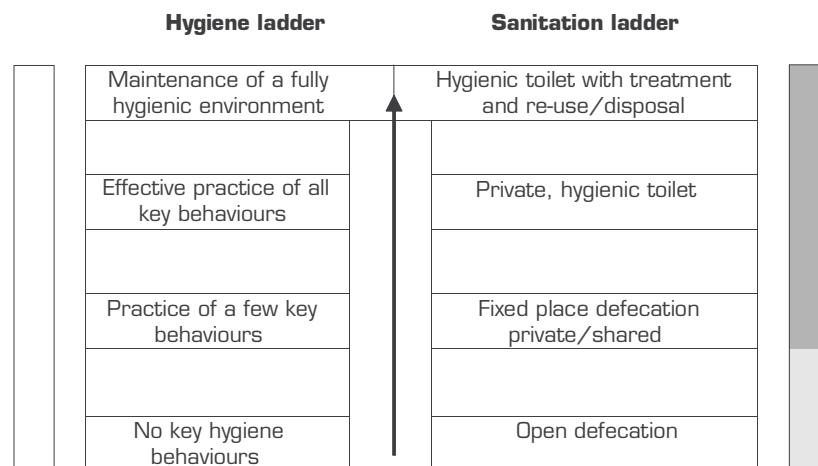 Hygiene ladder
Sanitation ladder
Maintenance of a fully
hygienic environment
Hygienic toilet with treatment
and re-use/disposal
Effective practice of all
key behaviours
Private, hygienic toilet
Practice of a few key
behaviours
Fixed place defecation
private/shared
No key hygiene
behaviours
Open defecation